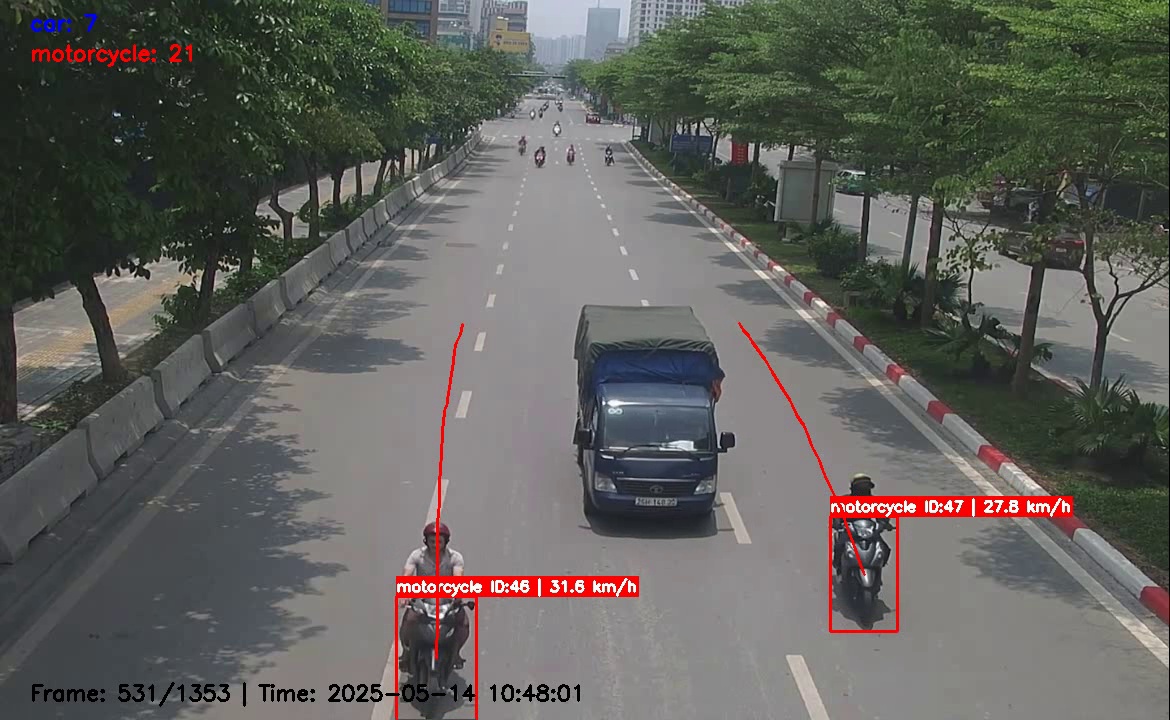 car: 7
motorcycle: 21
motorcycle ID:47 | 27.8 km/h
motorcycle ID:46 | 31.6 km/h
Frame: 531/1353 | Time: 2025-05-14 10:48:01